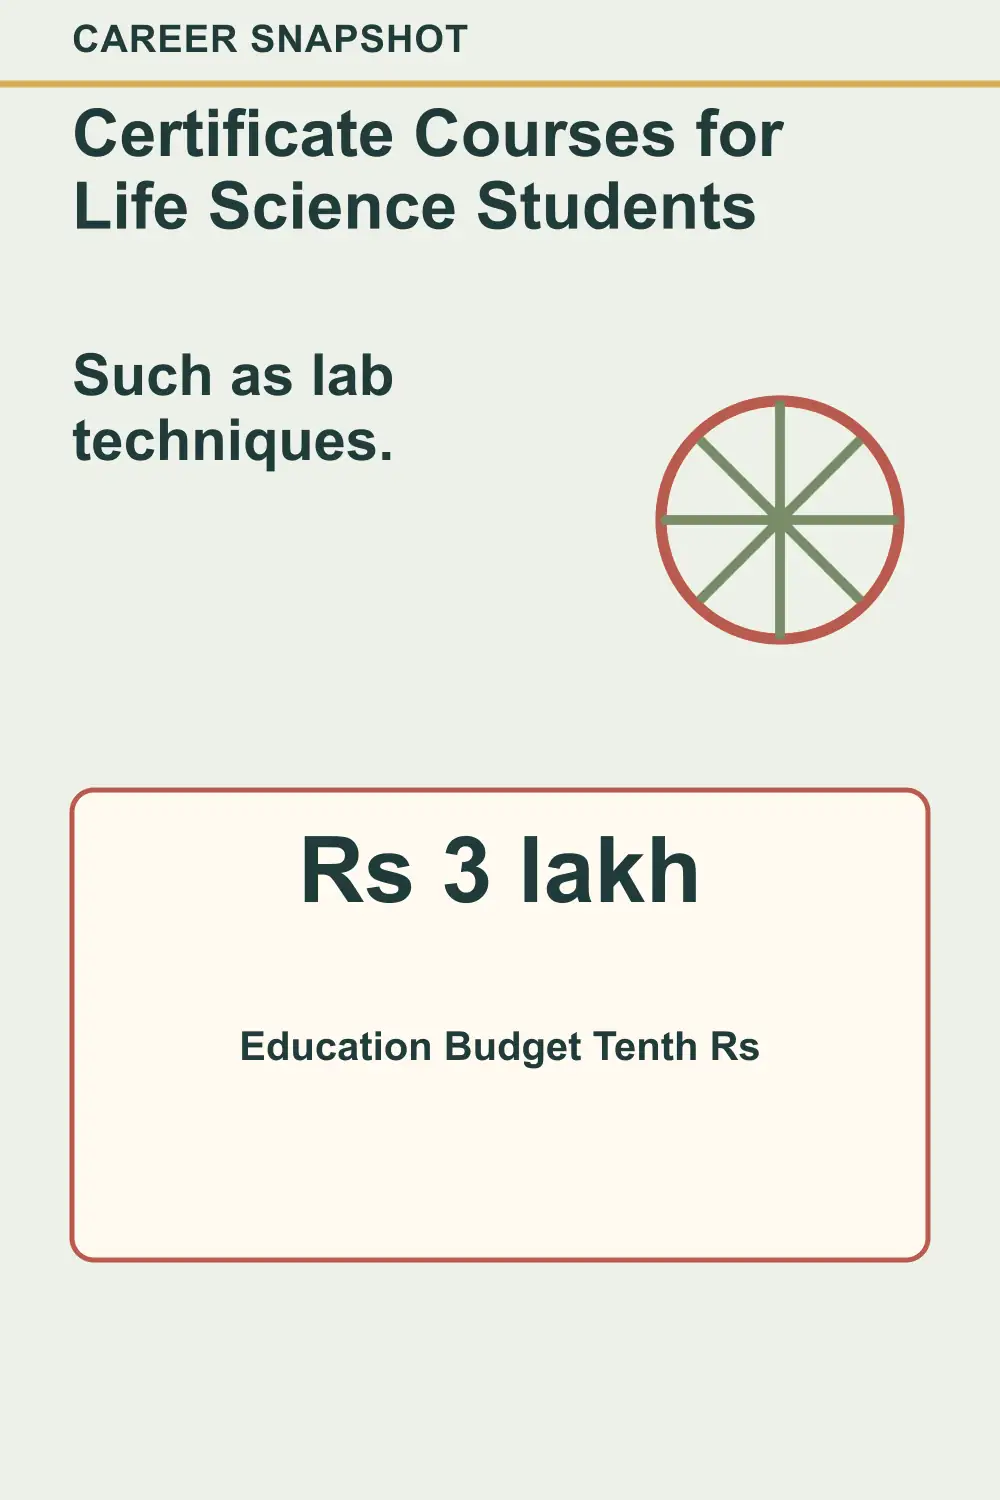 CAREER SNAPSHOT
Certificate Courses for
Life Science Students
Such as lab
techniques.
Rs 3 lakh
Education Budget Tenth Rs